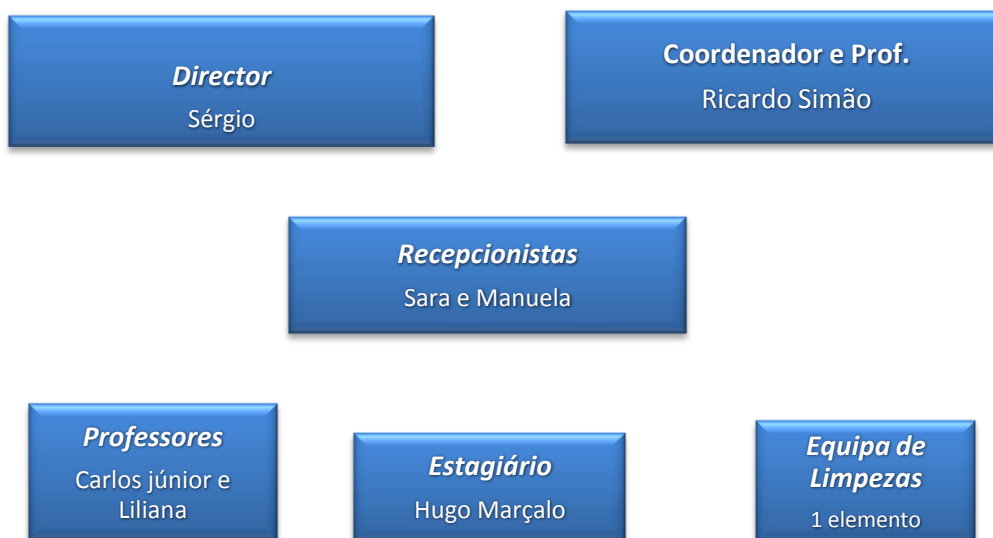 Director
Sérgio
Coordenador e Prof.
Ricardo Simão
Recepcionistas
Sara e Manuela
Professores
Carlos júnior e
Liliana
Estagiário
Hugo Marçalo
Equipa de
Limpezas
1 elemento